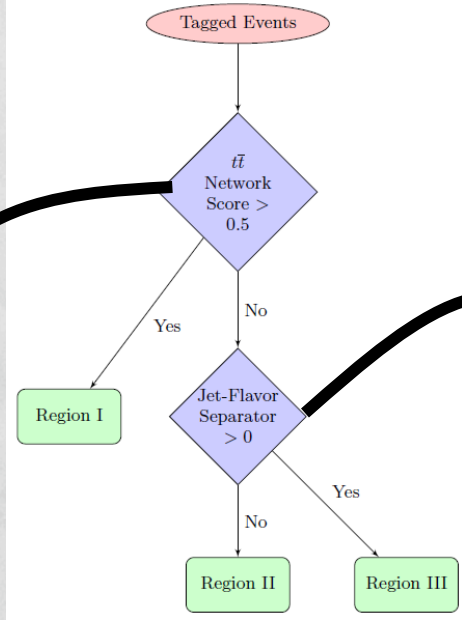 Tagged Events
tt̄
Network
Score >
0.5
Yes
No
Region I
Jet-Flavor
Separator
> 0
Yes
No
Region II
Region III